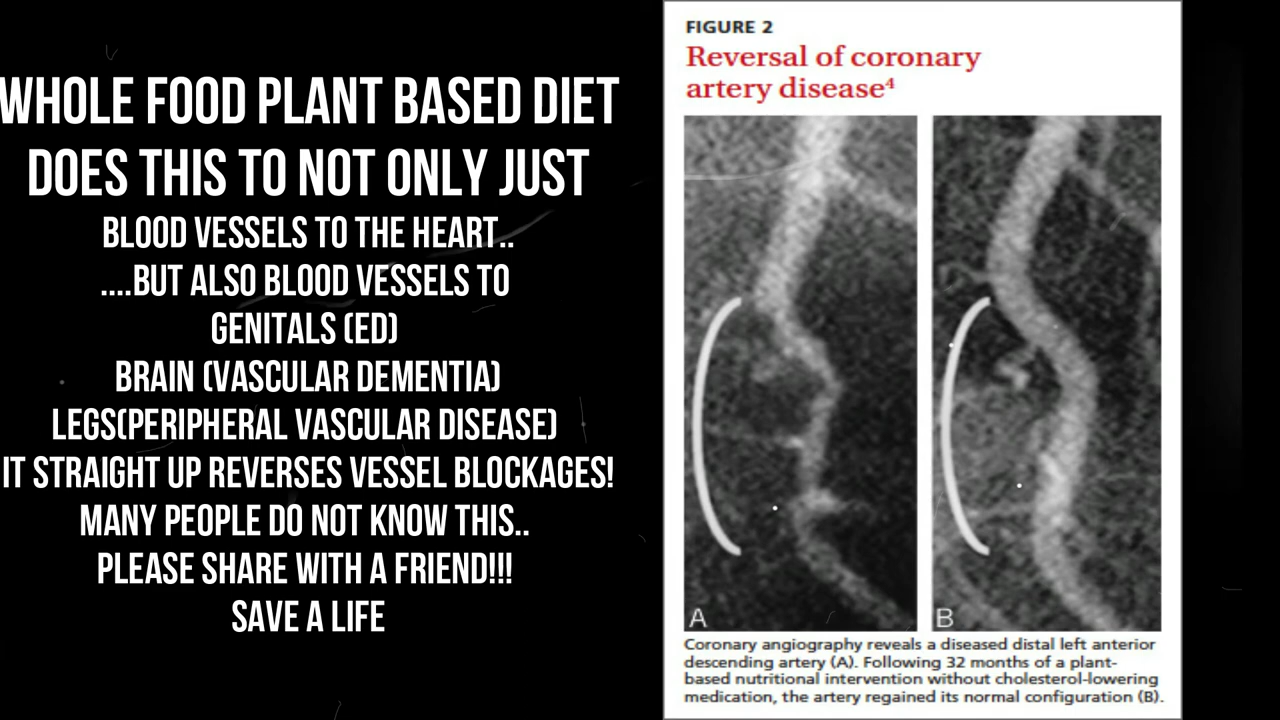 WHOLE FOOD PLANT BASED DIET
DOES THIS TO NOT ONLY JUST
BLOOD VESSELS TO THE HEART..
....BUT ALSO BLOOD VESSELS TO
GENITALS (ED)
BRAIN (VASCULAR DEMENTIA)
LEGS(PERIPHERAL VASCULAR DISEASE)
IT STRAIGHT UP REVERSES VESSEL BLOCKAGES!
MANY PEOPLE DO NOT KNOW THIS..
PLEASE SHARE WITH A FRIEND!!!
SAVE A LIFE
FIGURE 2
Reversal of coronary
artery disease⁴
A
B
Coronary angiography reveals a diseased distal left anterior
descending artery (A). Following 32 months of a plant-
based nutritional intervention without cholesterol-lowering
medication, the artery regained its normal configuration (B).